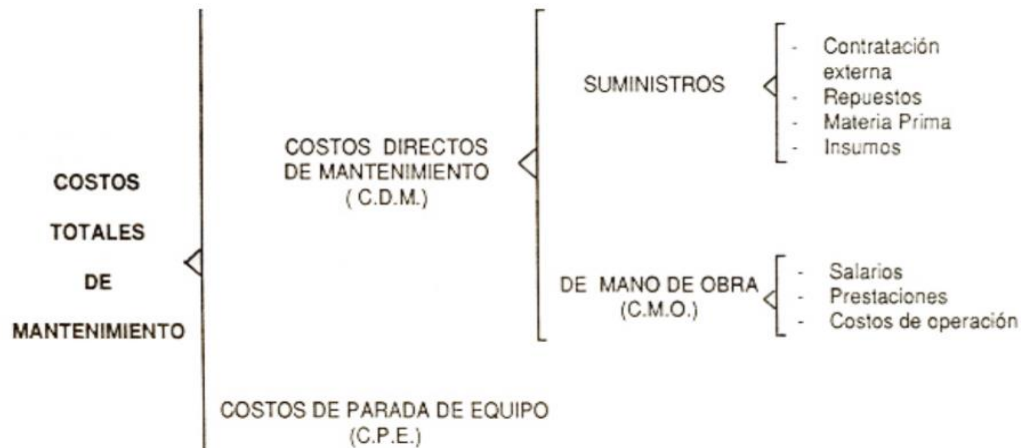 COSTOS
TOTALES
DE
MANTENIMIENTO
COSTOS DIRECTOS
DE MANTENIMIENTO
( C.D.M.)
SUMINISTROS
- Contratación
externa
- Repuestos
- Materia Prima
- Insumos
DE MANO DE OBRA
(C.M.O.)
- Salarios
- Prestaciones
- Costos de operación
COSTOS DE PARADA DE EQUIPO
(C.P.E.)